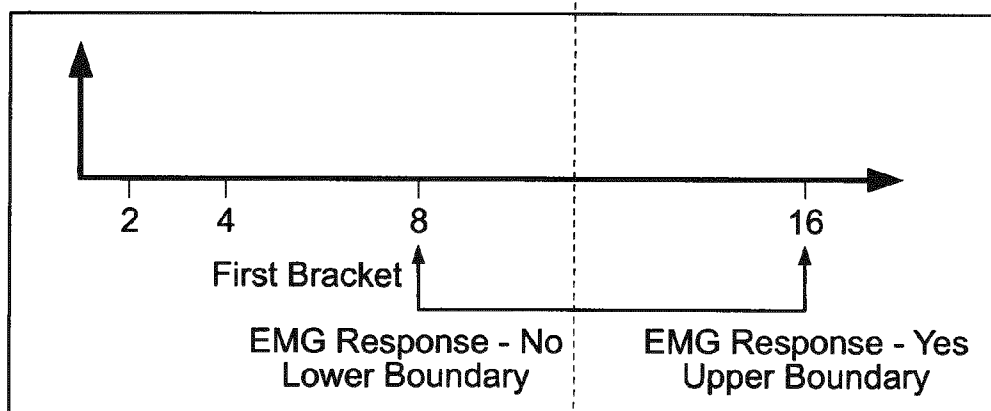 2 4 8 16
First Bracket
EMG Response - No EMG Response - Yes
Lower Boundary Upper Boundary